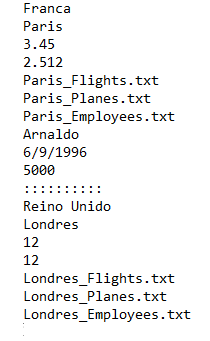 Franca
Paris
3.45
2.512
Paris_Flights.txt
Paris_Planes.txt
Paris_Employees.txt
Arnaldo
6/9/1996
5000
::::::::::
Reino Unido
Londres
12
12
Londres_Flights.txt
Londres_Planes.txt
Londres_Employees.txt